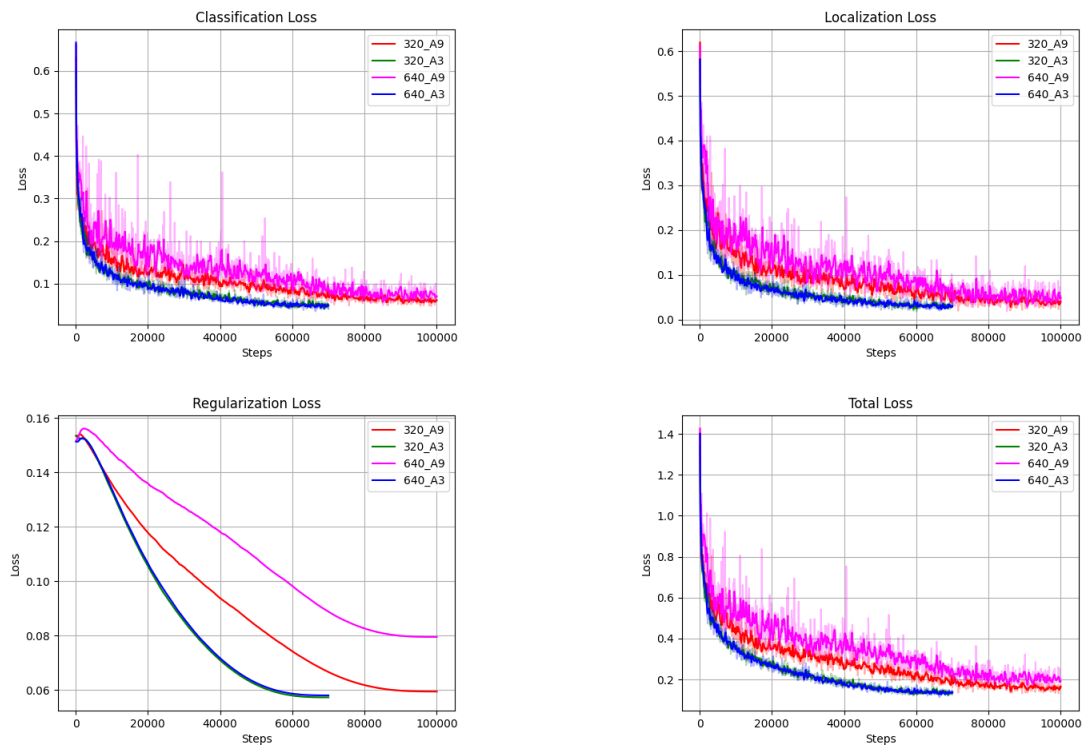 Classification Loss
Loss
0.6
0.5
0.4
0.3
0.2
0.1
0
20000
40000
60000
80000
100000
Steps
320_A9
320_A3
640_A9
640_A3
Localization Loss
Loss
0.6
0.5
0.4
0.3
0.2
0.1
0.0
0
20000
40000
60000
80000
100000
Steps
320_A9
320_A3
640_A9
640_A3
Regularization Loss
Loss
0.16
0.14
0.12
0.10
0.08
0.06
0
20000
40000
60000
80000
100000
Steps
320_A9
320_A3
640_A9
640_A3
Total Loss
Loss
1.4
1.2
1.0
0.8
0.6
0.4
0.2
0
20000
40000
60000
80000
100000
Steps
320_A9
320_A3
640_A9
640_A3